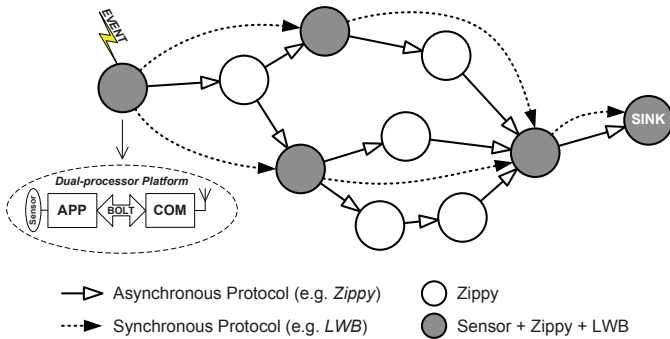 EVENT
SINK
Dual-processor Platform
Sensor
APP
BOLT
COM
Asynchronous Protocol (e.g. Zippy)
Zippy
Synchronous Protocol (e.g. LWB)
Sensor + Zippy + LWB